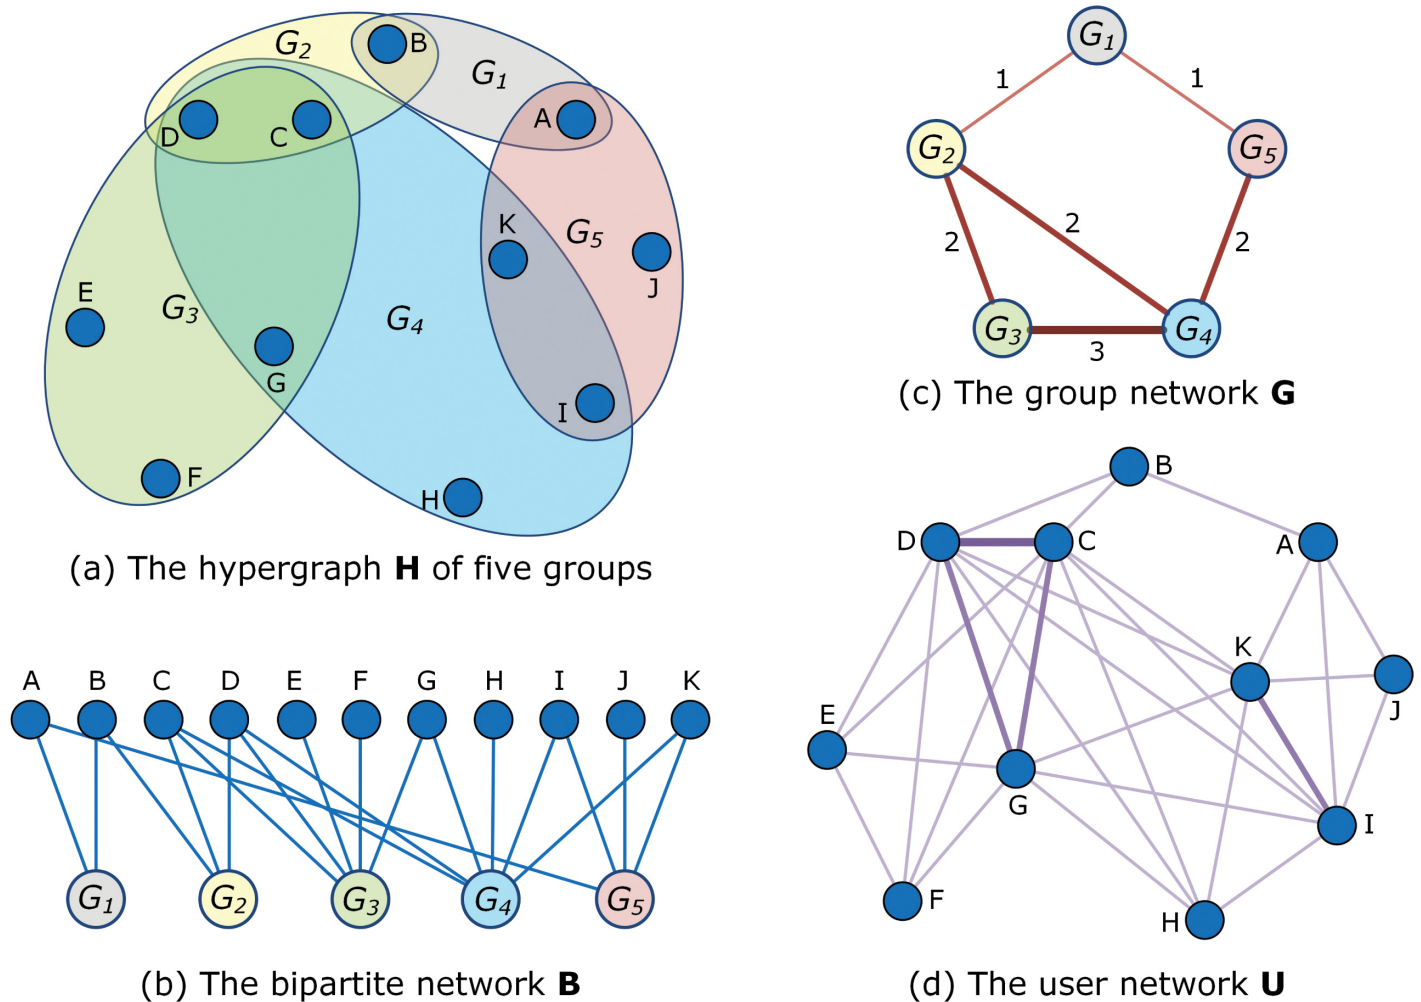 B
G2
G1
A
D
C
K
G5
E
J
G3
G4
G
I
F
H
(a) The hypergraph H of five groups
A B C D E F G H I J K
G1 G2 G3 G4 G5
(b) The bipartite network B
G1
1
1
G2
G5
2
2
2
G3
G4
3
(c) The group network G
B
D
C
A
K
J
E
G
I
F
H
(d) The user network U